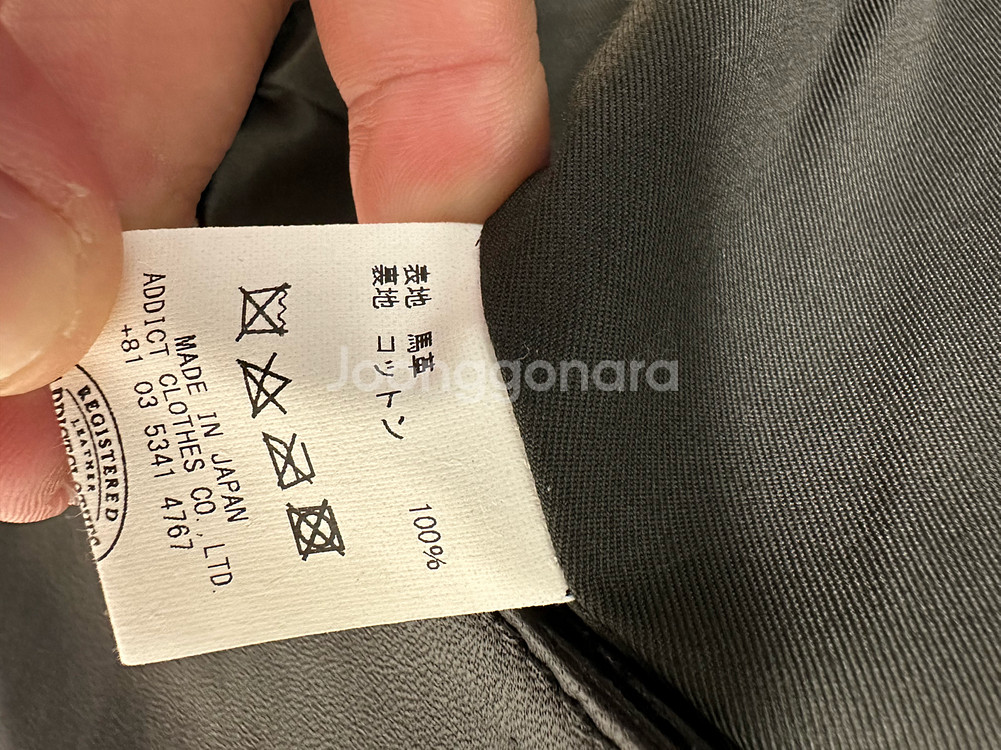 表地 馬革
裏地 コットン 100%
MADE IN JAPAN
ADDICT CLOTHES CO., LTD.
+81 03 5341 4767
REGISTERED
LEATHER
Joonggonara